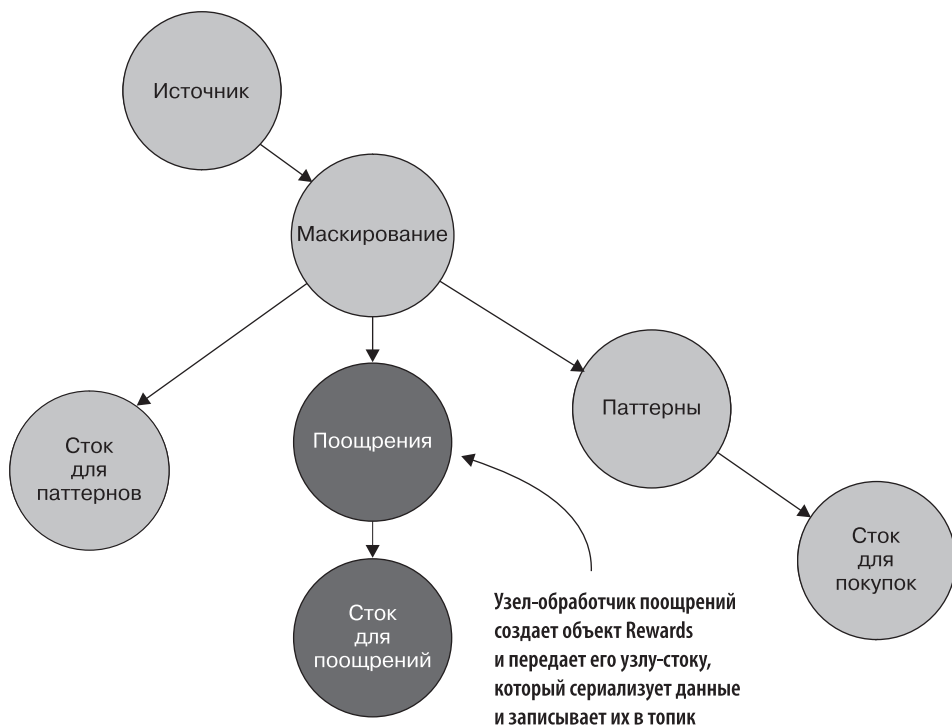 Источник
Маскирование
Паттерны
Сток
для
паттернов
Поощрения
Сток
для
покупок
Сток
для
поощрений
Узел-обработчик поощрений
создает объект Rewards
и передает его узлу-стоку,
который сериализует данные
и записывает их в топик